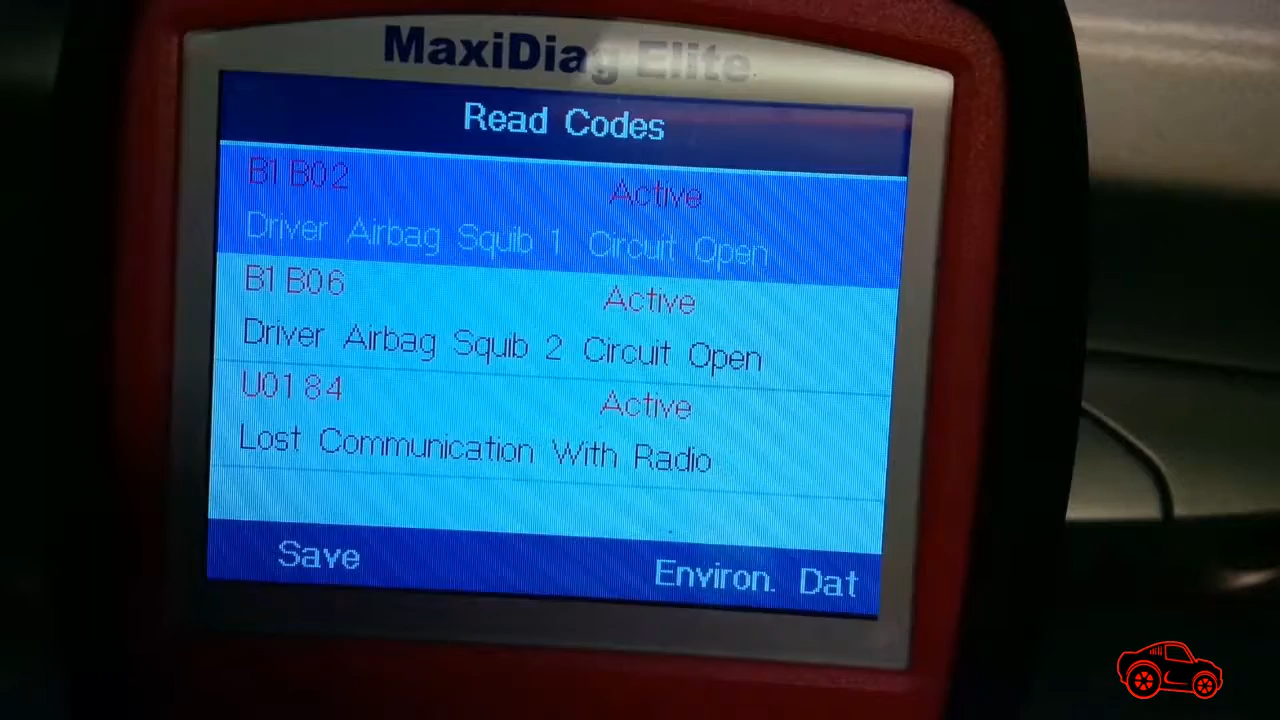 MaxiDiag Elite
Read Codes
B1B02 Active
Driver Airbag Squib 1 Circuit Open
B1B06 Active
Driver Airbag Squib 2 Circuit Open
U0184 Active
Lost Communication With Radio
Save Environ. Dat